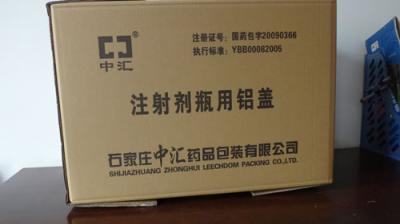 注册证号：国药包字20090366
执行标准：YBB00082005
中汇
注射剂瓶用铝盖
石家庄中汇药品包装有限公司
SHIJIAZHUANG ZHONGHUI LEECHDOM PACKING CO.,LTD.